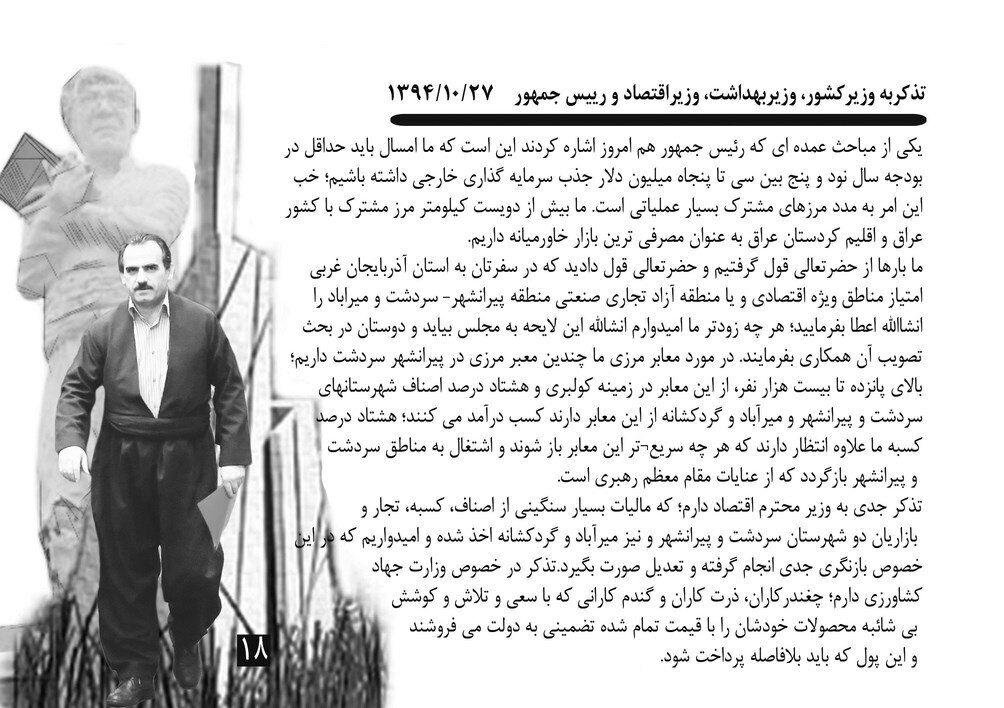 تذکربه وزیرکشور، وزیربهداشت، وزیراقتصاد و رییس جمهور    ۱۳۹۴/۱۰/۲۷
یکی از مباحث عمده ای که رئیس جمهور هم امروز اشاره کردند این است که ما امسال باید حداقل در
بودجه سال نود و پنج بین سی تا پنجاه میلیون دلار جذب سرمایه گذاری خارجی داشته باشیم؛ خب
این امر به مدد مرزهای مشترک بسیار عملیاتی است. ما بیش از دویست کیلومتر مرز مشترک با کشور
عراق و اقلیم کردستان عراق به عنوان مصرفی ترین بازار خاورمیانه داریم.
ما بارها از حضرتعالی قول گرفتیم و حضرتعالی قول دادید که در سفرتان به استان آذربایجان غربی
امتیاز مناطق ویژه اقتصادی و یا منطقه آزاد تجاری صنعتی منطقه پیرانشهر- سردشت و میراباد را
انشاالله اعطا بفرمایید؛ هر چه زودتر ما امیدوارم انشالله این لایحه به مجلس بیاید و دوستان در بحث
تصویب آن همکاری بفرمایند. در مورد معابر مرزی ما چندین معبر مرزی در پیرانشهر سردشت داریم؛
بالای پانزده تا بیست هزار نفر، از این معابر در زمینه کولبری و هشتاد درصد اصناف شهرستانهای
سردشت و پیرانشهر و میرآباد و گردکشانه از این معابر دارند کسب درآمد می کنند؛ هشتاد درصد
کسبه ما علاوه انتظار دارند که هر چه سریع¬تر این معابر باز شوند و اشتغال به مناطق سردشت
و پیرانشهر بازگردد که از عنایات مقام معظم رهبری است.
تذکر جدی به وزیر محترم اقتصاد دارم؛ که مالیات بسیار سنگینی از اصناف، کسبه، تجار و
بازاریان دو شهرستان سردشت و پیرانشهر و نیز میرآباد و گردکشانه اخذ شده و امیدواریم که در این
خصوص بازنگری جدی انجام گرفته و تعدیل صورت بگیرد.تذکر در خصوص وزارت جهاد
کشاورزی دارم؛ چغندرکاران، ذرت کاران و گندم کارانی که با سعی و تلاش و کوشش
بی شائبه محصولات خودشان را با قیمت تمام شده تضمینی به دولت می فروشند
و این پول که باید بلافاصله پرداخت شود.
۱۸